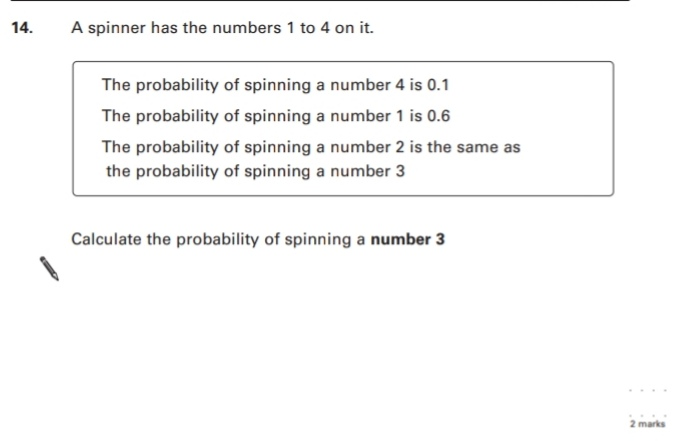 14. A spinner has the numbers 1 to 4 on it.
The probability of spinning a number 4 is 0.1
The probability of spinning a number 1 is 0.6
The probability of spinning a number 2 is the same as
the probability of spinning a number 3
Calculate the probability of spinning a number 3
2 marks